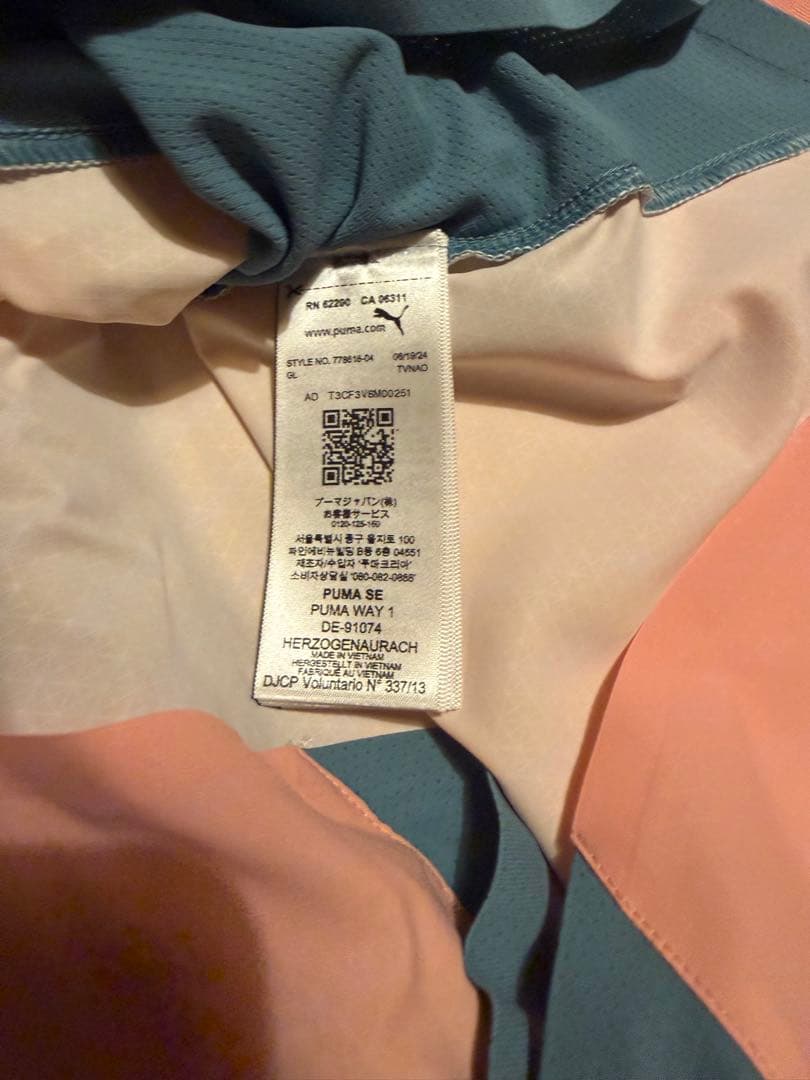 RN 62290 CA 06311
www.puma.com
STYLE NO. 778616-04 08/19/24
GL TVNAO
AD T3CF3V6M00251
プーマジャパン(株)
お客様サービス
0120-125-150
서울특별시 중구 을지로 100
파인에비뉴빌딩 B동 6층 04551
제조자/수입자 '푸마코리아'
소비자상담실 '080-082-0888'
PUMA SE
PUMA WAY 1
DE-91074
HERZOGENAURACH
MADE IN VIETNAM
HERGESTELLT IN VIETNAM
FABRIQUÉ AU VIETNAM
DJCP Voluntario N° 337/13